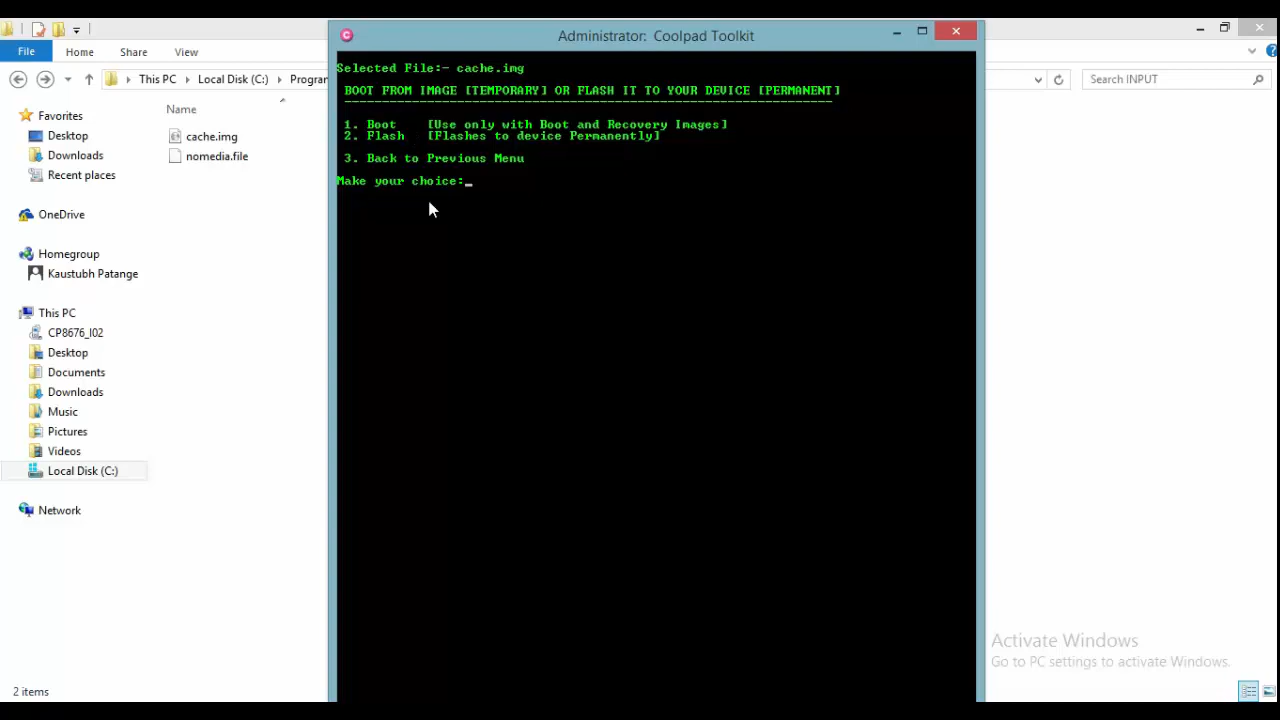 Administrator: Coolpad Toolkit
File
Home
Share
View
This PC
Local Disk (C:)
Program
Search INPUT
Favorites
Desktop
Downloads
Recent places
OneDrive
Homegroup
Kaustubh Patange
This PC
CP8676_I02
Desktop
Documents
Downloads
Music
Pictures
Videos
Local Disk (C:)
Network
2 items
Name
cache.img
nomedia.file
Selected File:- cache.img
BOOT FROM IMAGE [TEMPORARY] OR FLASH IT TO YOUR DEVICE [PERMANENT]
1. Boot [Use only with Boot and Recovery Images]
2. Flash [Flashes to device Permanently]
3. Back to Previous Menu
Make your choice:
Activate Windows
Go to PC settings to activate Windows.